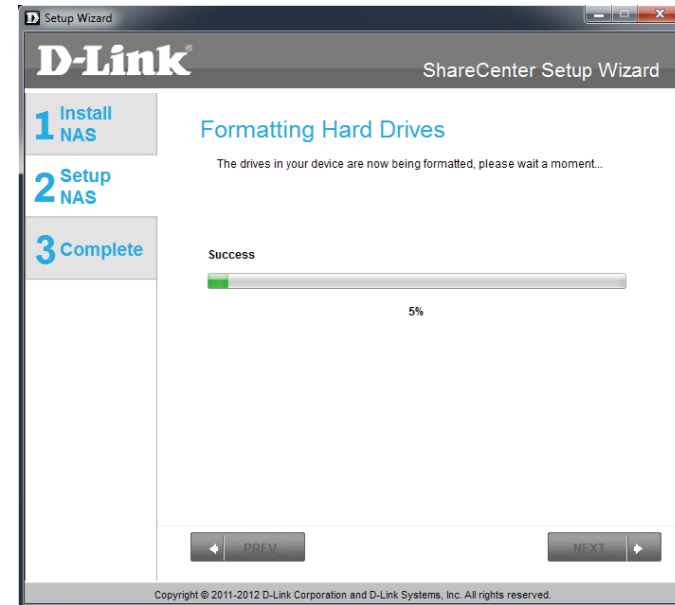 Setup Wizard
D-Link®
ShareCenter Setup Wizard
1 Install
NAS
2 Setup
NAS
3 Complete
Formatting Hard Drives
The drives in your device are now being formatted, please wait a moment...
Success
5%
PREV
NEXT
Copyright © 2011-2012 D-Link Corporation and D-Link Systems, Inc. All rights reserved.